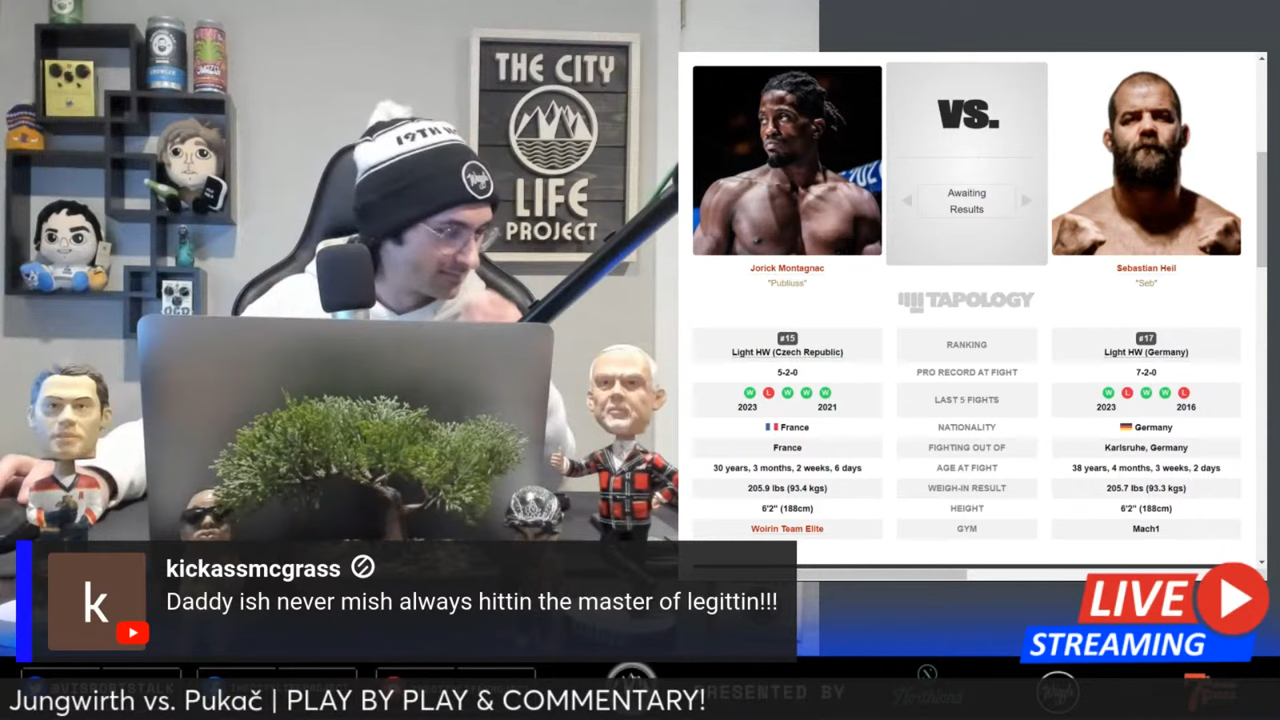 THE CITY
LIFE
PROJECT
19TH
VS.
Awaiting
Results
Jorick Montagnac
"Publiuss"
Sebastian Heil
"Seb"
TAPOLOGY
#15
Light HW (Czech Republic)
RANKING
#17
Light HW (Germany)
5-2-0
PRO RECORD AT FIGHT
7-2-0
W L W W W
2023 2021
LAST 5 FIGHTS
W L W W L
2023 2016
France
NATIONALITY
Germany
France
FIGHTING OUT OF
Karlsruhe, Germany
30 years, 3 months, 2 weeks, 6 days
AGE AT FIGHT
38 years, 4 months, 3 weeks, 2 days
205.9 lbs (93.4 kgs)
WEIGH-IN RESULT
205.7 lbs (93.3 kgs)
6'2" (188cm)
HEIGHT
6'2" (188cm)
Woirin Team Elite
GYM
Mach1
k
kickassmcgrass
Daddy ish never mish always hittin the master of legittin!!!
LIVE
STREAMING
PRESENTED BY
Jungwirth vs. Pukač | PLAY BY PLAY & COMMENTARY!